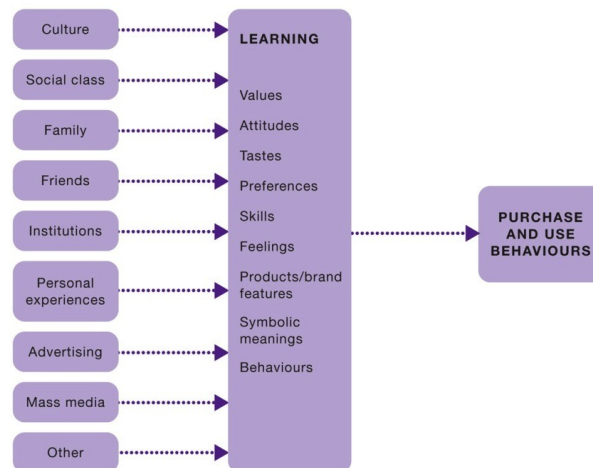 Culture
Social class
Family
Friends
Institutions
Personal
experiences
Advertising
Mass media
Other
LEARNING
Values
Attitudes
Tastes
Preferences
Skills
Feelings
Products/brand
features
Symbolic
meanings
Behaviours
PURCHASE
AND USE
BEHAVIOURS